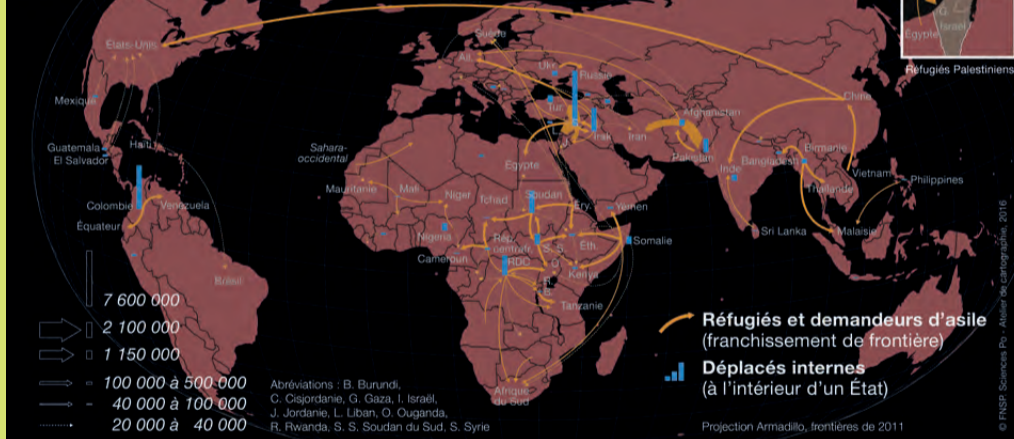 États-Unis
Suède
All.
Ukr.
Russie
Chine
Mexique
Tur.
Afghanistan
L.
J.
Irak
Iran
Pakistan
G.
Israël
Égypte
Réfugiés Palestiniens
Guatemala
El Salvador
Haïti
Sahara-
occidental
Égypte
Inde
Bangladesh
Birmanie
Vietnam
Thaïlande
Philippines
Mauritanie
Mali
Niger
Tchad
Soudan
Éry.
Yemen
Colombie
Venezuela
Équateur
Nigeria
Cameroun
Rép.
centrafr.
S. S.
Éth.
Somalie
Sri Lanka
Malaisie
RDC
O.
Kenya
R.
B.
Tanzanie
Brésil
Afrique
du Sud
7 600 000
2 100 000
1 150 000
100 000 à 500 000
40 000 à 100 000
20 000 à 40 000
Abréviations : B. Burundi,
C. Cisjordanie, G. Gaza, I. Israël,
J. Jordanie, L. Liban, O. Ouganda,
R. Rwanda, S. S. Soudan du Sud, S. Syrie
Réfugiés et demandeurs d'asile
(franchissement de frontière)
Déplacés internes
(à l'intérieur d'un État)
Projection Armadillo, frontières de 2011
© FNSP. Sciences Po - Atelier de cartographie, 2016